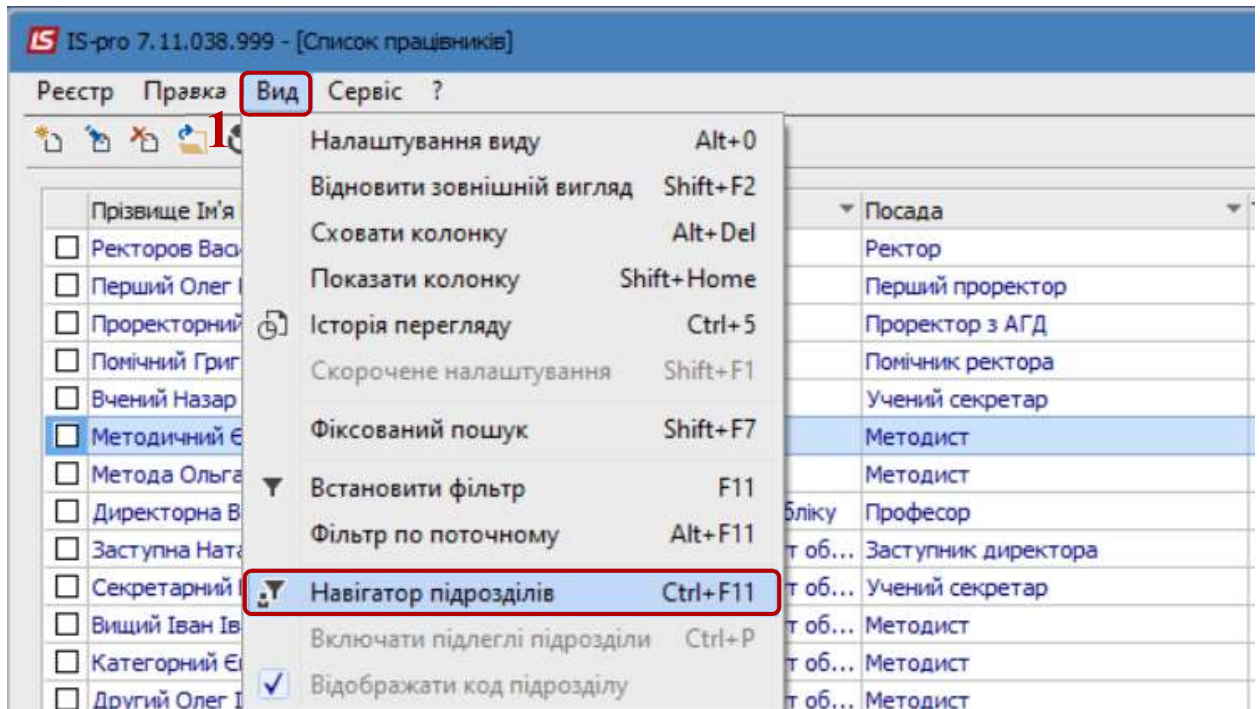 IS IS-pro 7.11.038.999 - [Список працівників]
Реєстр Правка Вид Сервіс ?
1
Налаштування виду Alt+0
Відновити зовнішній вигляд Shift+F2
Сховати колонку Alt+Del
Показати колонку Shift+Home
Історія перегляду Ctrl+5
Скорочене налаштування Shift+F1
Фіксований пошук Shift+F7
Встановити фільтр F11
Фільтр по поточному Alt+F11
Навігатор підрозділів Ctrl+F11
Включати підлеглі підрозділи Ctrl+P
Відображати код підрозділу
Прізвище Ім'я Посада
Ректоров Ректор
Перший Олег Перший проректор
Проректорний Проректор з АГД
Помічний Помічник ректора
Вчений Назар Учений секретар
Методичний Методист
Метода Ольга Методист
Директорна Професор
Заступна об... Заступник директора
Секретарний об... Учений секретар
Вищий Іван об... Методист
Категорний об... Методист
Другий Олег об... Методист